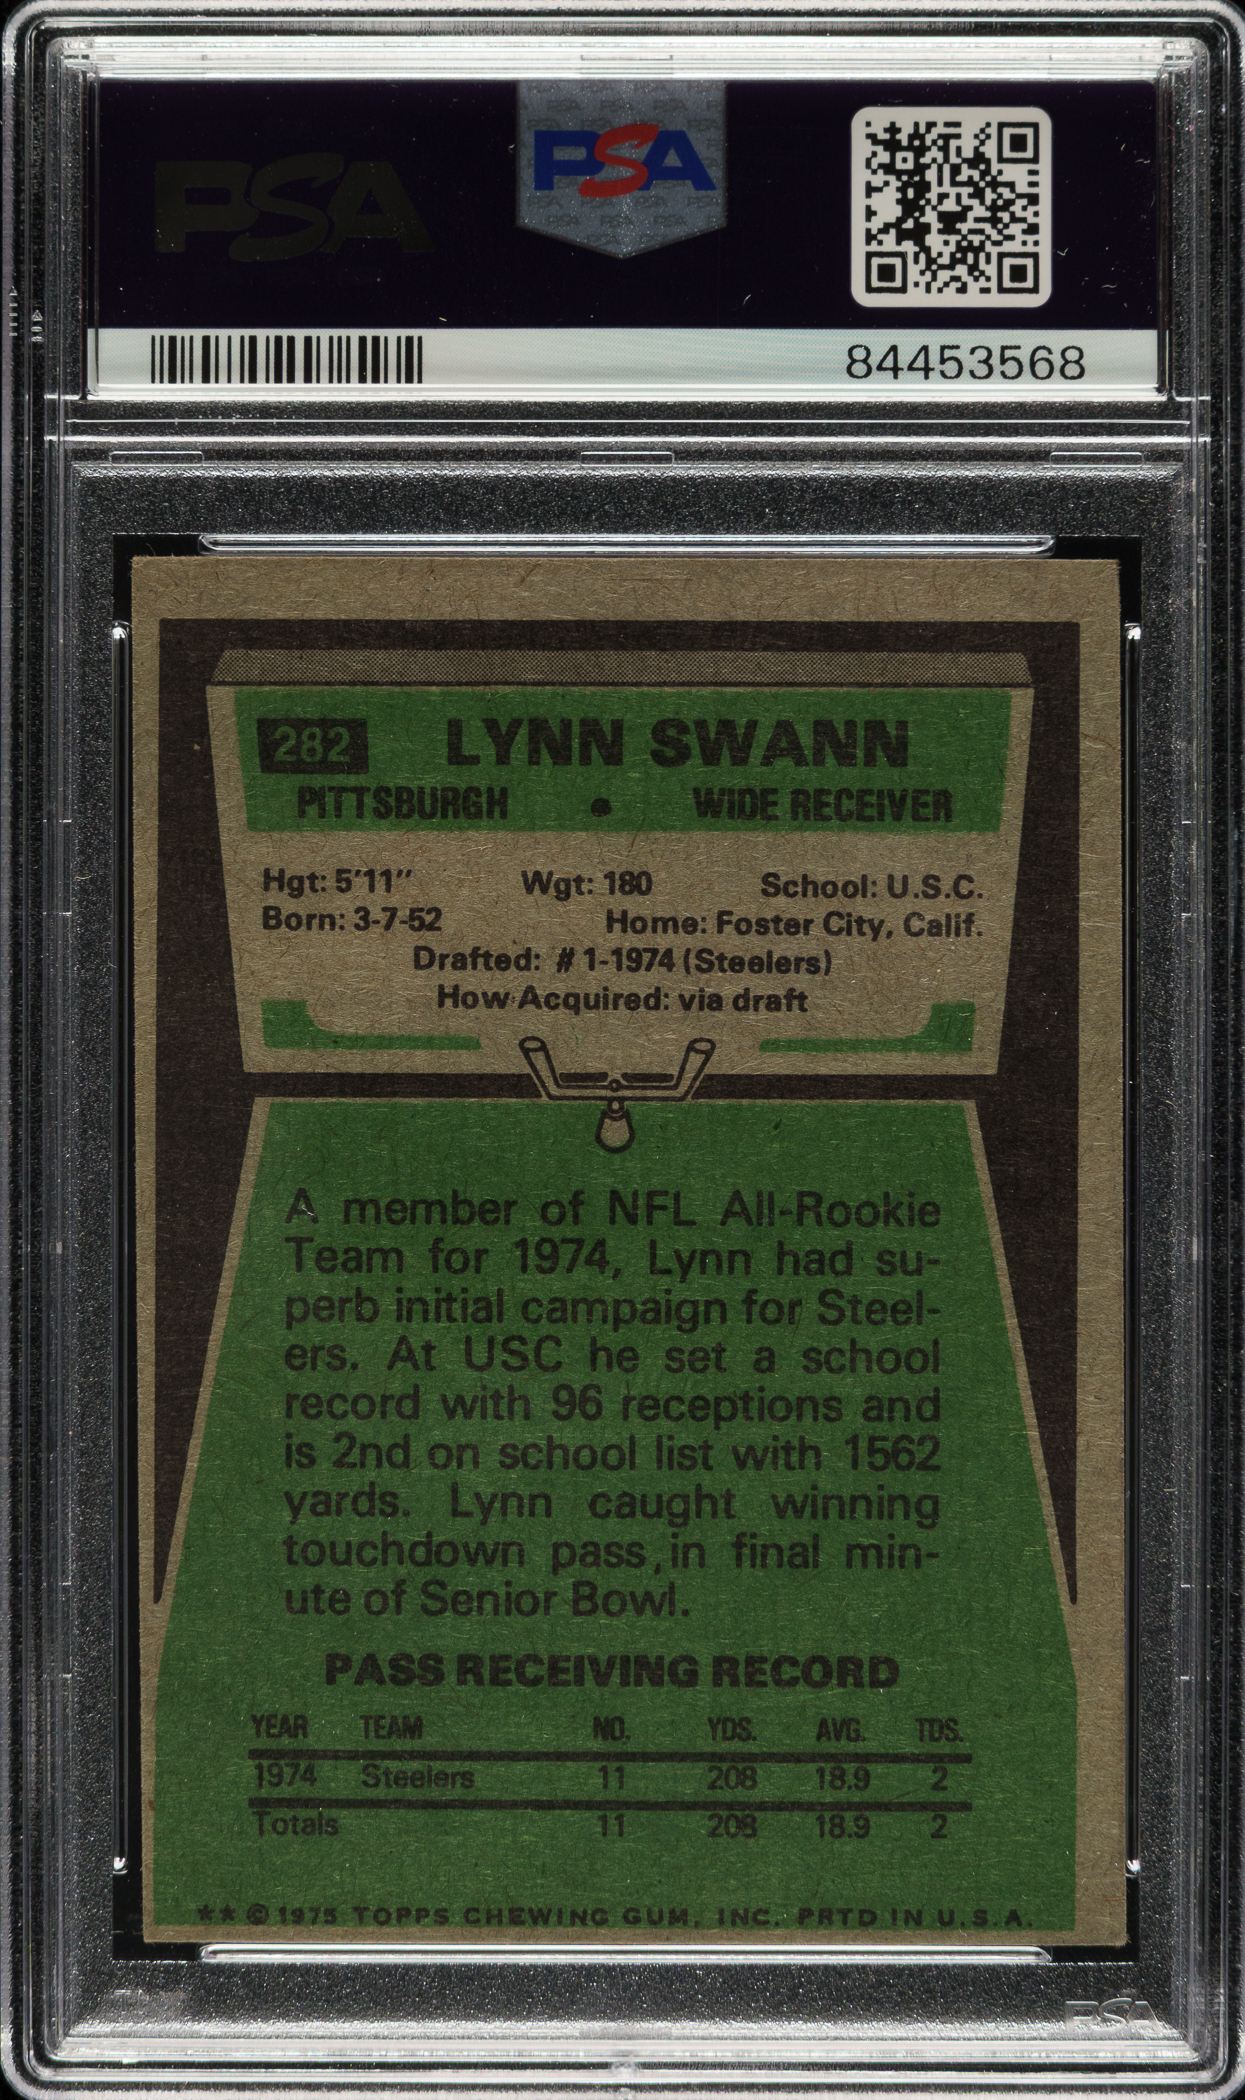 PSA
PSA
84453568
282 LYNN SWANN
PITTSBURGH • WIDE RECEIVER
Hgt: 5'11" Wgt: 180 School: U.S.C.
Born: 3-7-52 Home: Foster City, Calif.
Drafted: #1-1974 (Steelers)
How Acquired: via draft
A member of NFL All-Rookie
Team for 1974, Lynn had su-
perb initial campaign for Steel-
ers. At USC he set a school
record with 96 receptions and
is 2nd on school list with 1562
yards. Lynn caught winning
touchdown pass, in final min-
ute of Senior Bowl.
PASS RECEIVING RECORD
YEAR TEAM NO. YDS. AVG. TDS.
1974 Steelers 11 208 18.9 2
Totals 11 208 18.9 2
** © 1975 TOPPS CHEWING GUM, INC. PRTD IN U.S.A.
PSA